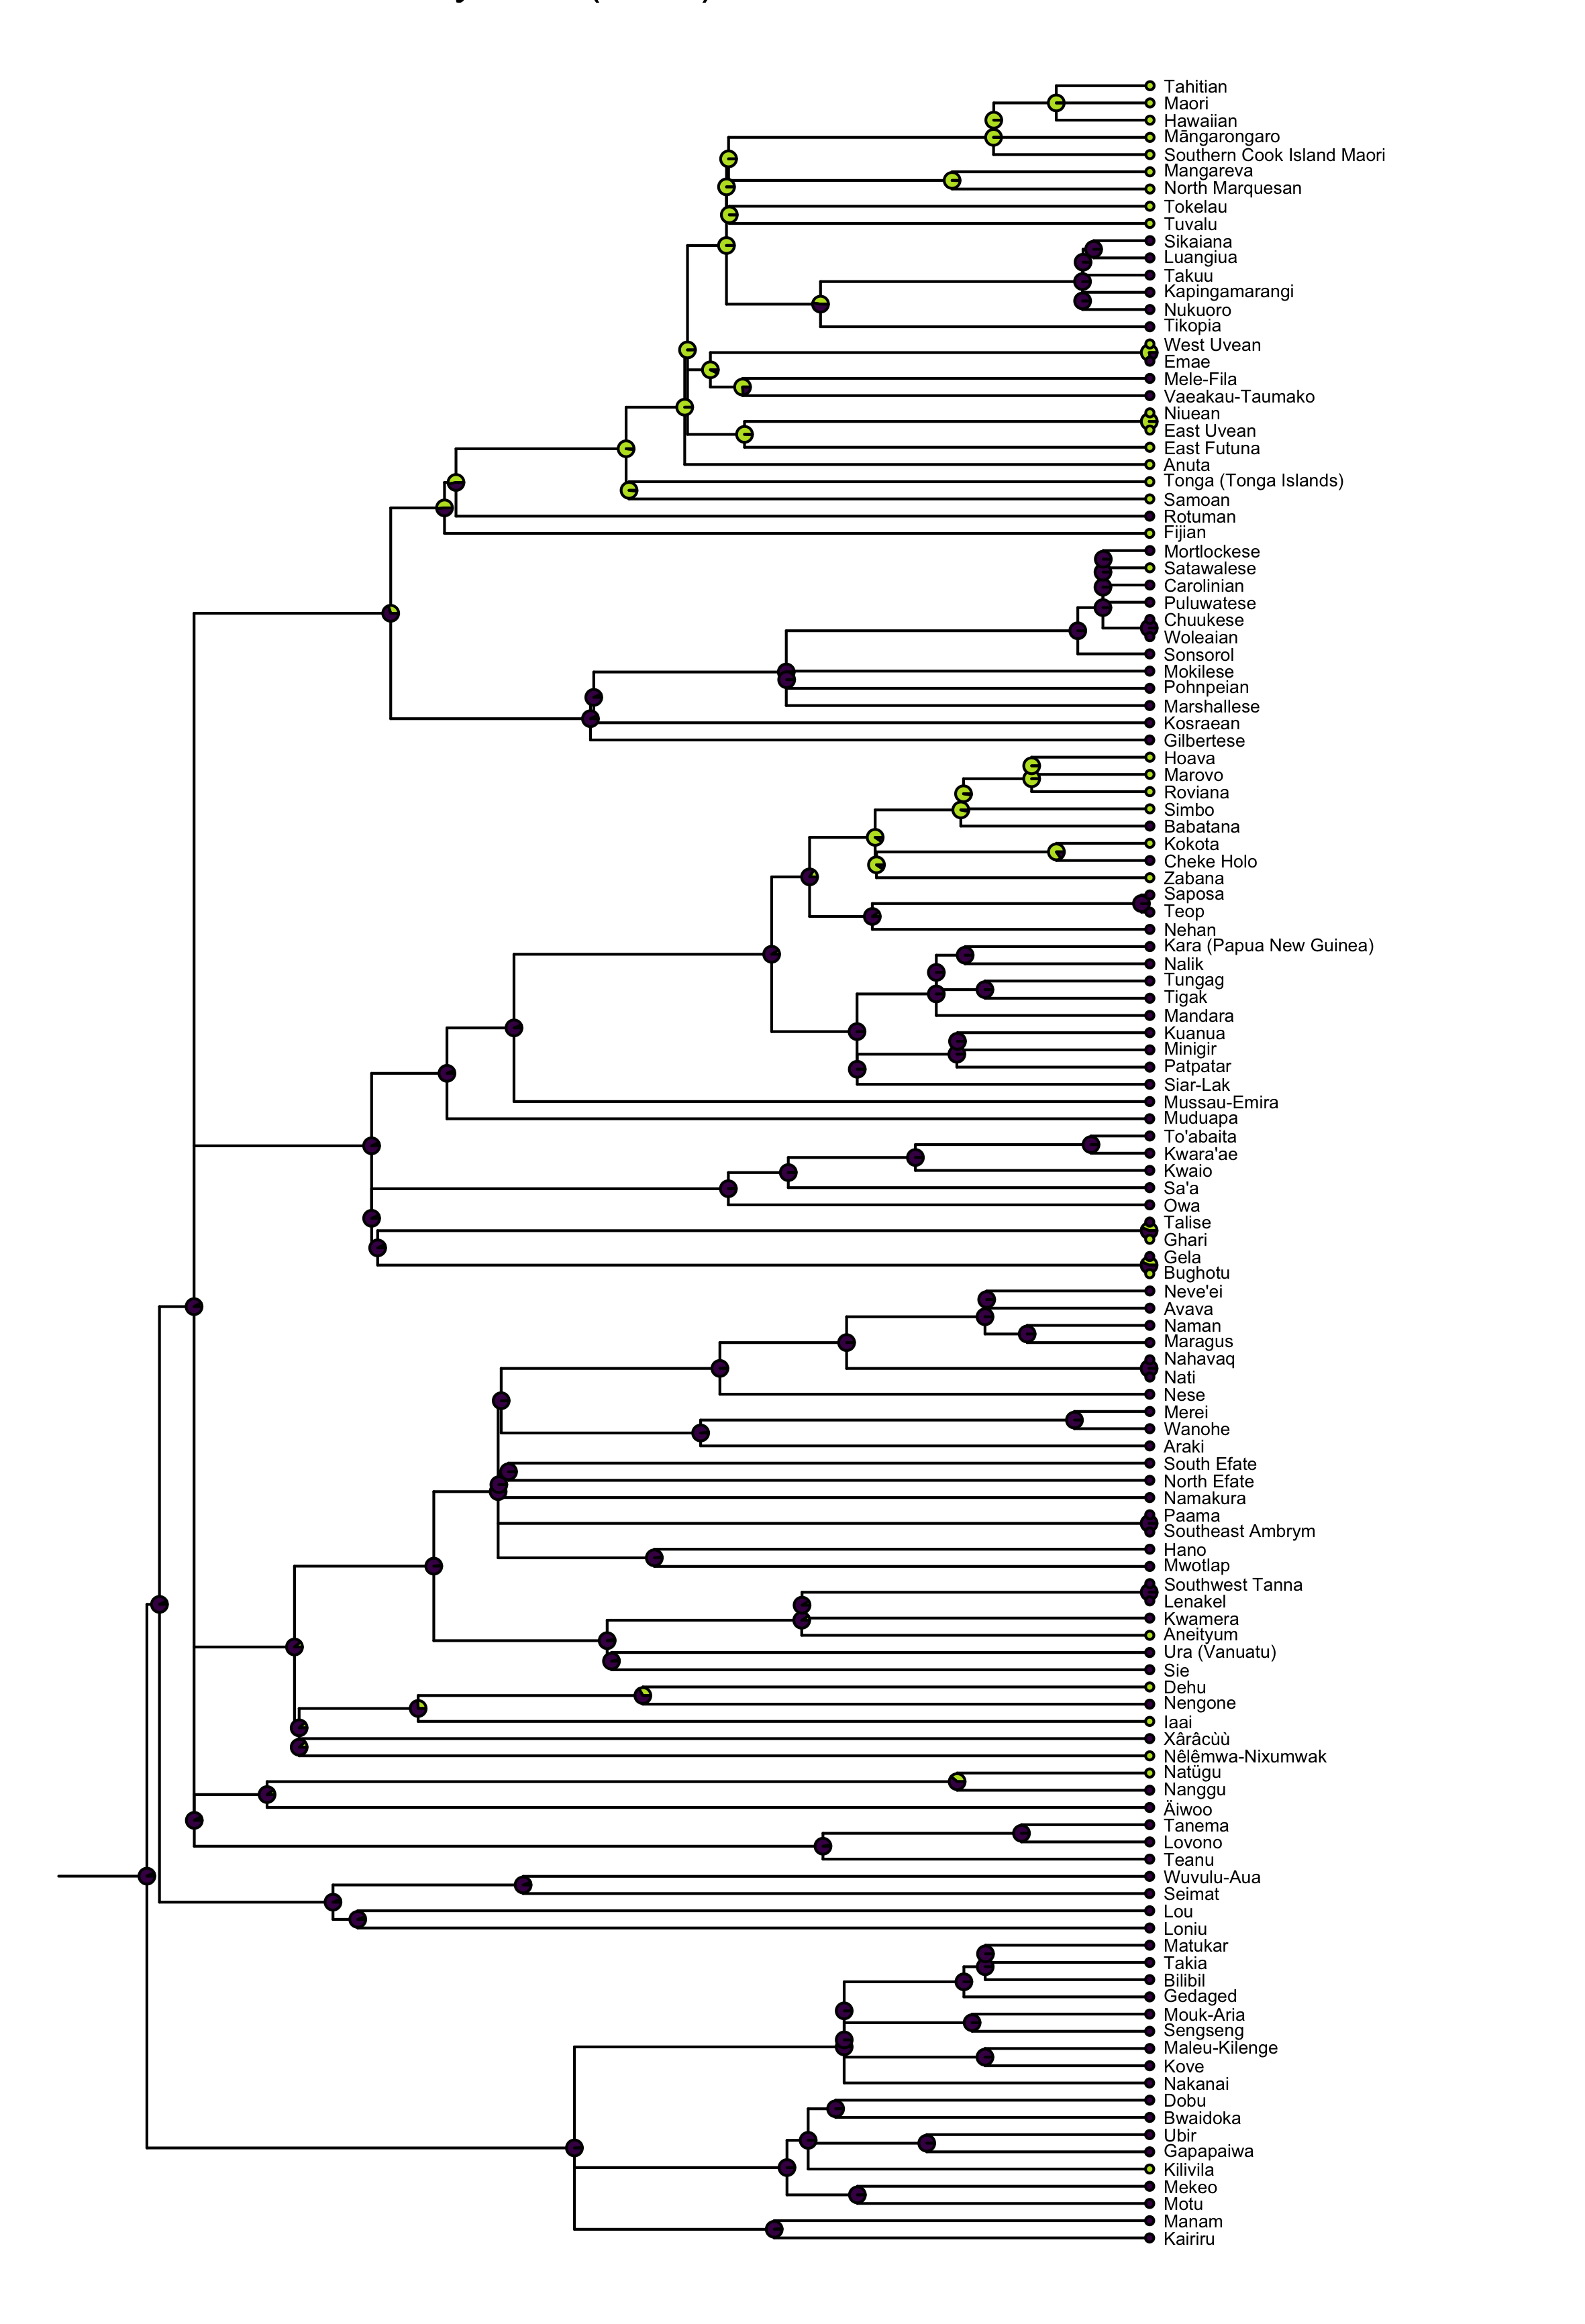 Tahitian
Maori
Hawaiian
Māngarongaro
Southern Cook Island Maori
Mangareva
North Marquesan
Tokelau
Tuvalu
Sikaiana
Luangiua
Takuu
Kapingamarangi
Nukuoro
Tikopia
West Uvean
Emae
Mele-Fila
Vaeakau-Taumako
Niuean
East Uvean
East Futuna
Anuta
Tonga (Tonga Islands)
Samoan
Rotuman
Fijian
Mortlockese
Satawalese
Carolinian
Puluwatese
Chuukese
Woleaian
Sonsorol
Mokilese
Pohnpeian
Marshallese
Kosraean
Gilbertese
Hoava
Marovo
Roviana
Simbo
Babatana
Kokota
Cheke Holo
Zabana
Saposa
Teop
Nehan
Kara (Papua New Guinea)
Nalik
Tungag
Tigak
Mandara
Kuanua
Minigir
Patpatar
Siar-Lak
Mussau-Emira
Muduapa
To'abaita
Kwara'ae
Kwaio
Sa'a
Owa
Talise
Ghari
Gela
Bughotu
Neve'ei
Avava
Naman
Maragus
Nahavaq
Nati
Nese
Merei
Wanohe
Araki
South Efate
North Efate
Namakura
Paama
Southeast Ambrym
Hano
Mwotlap
Southwest Tanna
Lenakel
Kwamera
Aneityum
Ura (Vanuatu)
Sie
Dehu
Nengone
Iaai
Xârâcùù
Nêlêmwa-Nixumwak
Natügu
Nanggu
Äiwoo
Tanema
Lovono
Teanu
Wuvulu-Aua
Seimat
Lou
Loniu
Matukar
Takia
Bilibil
Gedaged
Mouk-Aria
Sengseng
Maleu-Kilenge
Kove
Nakanai
Dobu
Bwaidoka
Ubir
Gapapaiwa
Kilivila
Mekeo
Motu
Manam
Kairiru